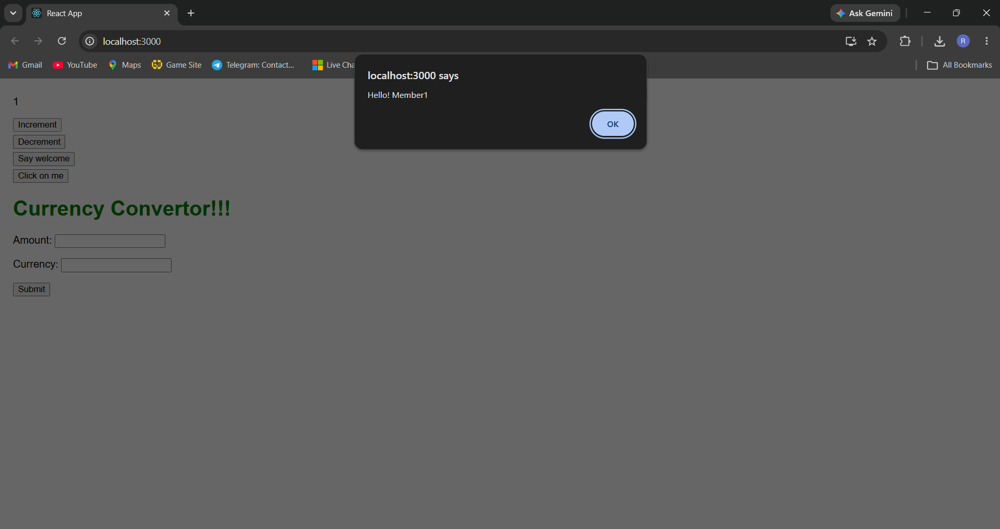 React App
Ask Gemini
localhost:3000
R
Gmail YouTube Maps Game Site Telegram: Contact... Live Cha All Bookmarks
localhost:3000 says
Hello! Member1
OK
1
Increment
Decrement
Say welcome
Click on me
Currency Convertor!!!
Amount:
Currency:
Submit